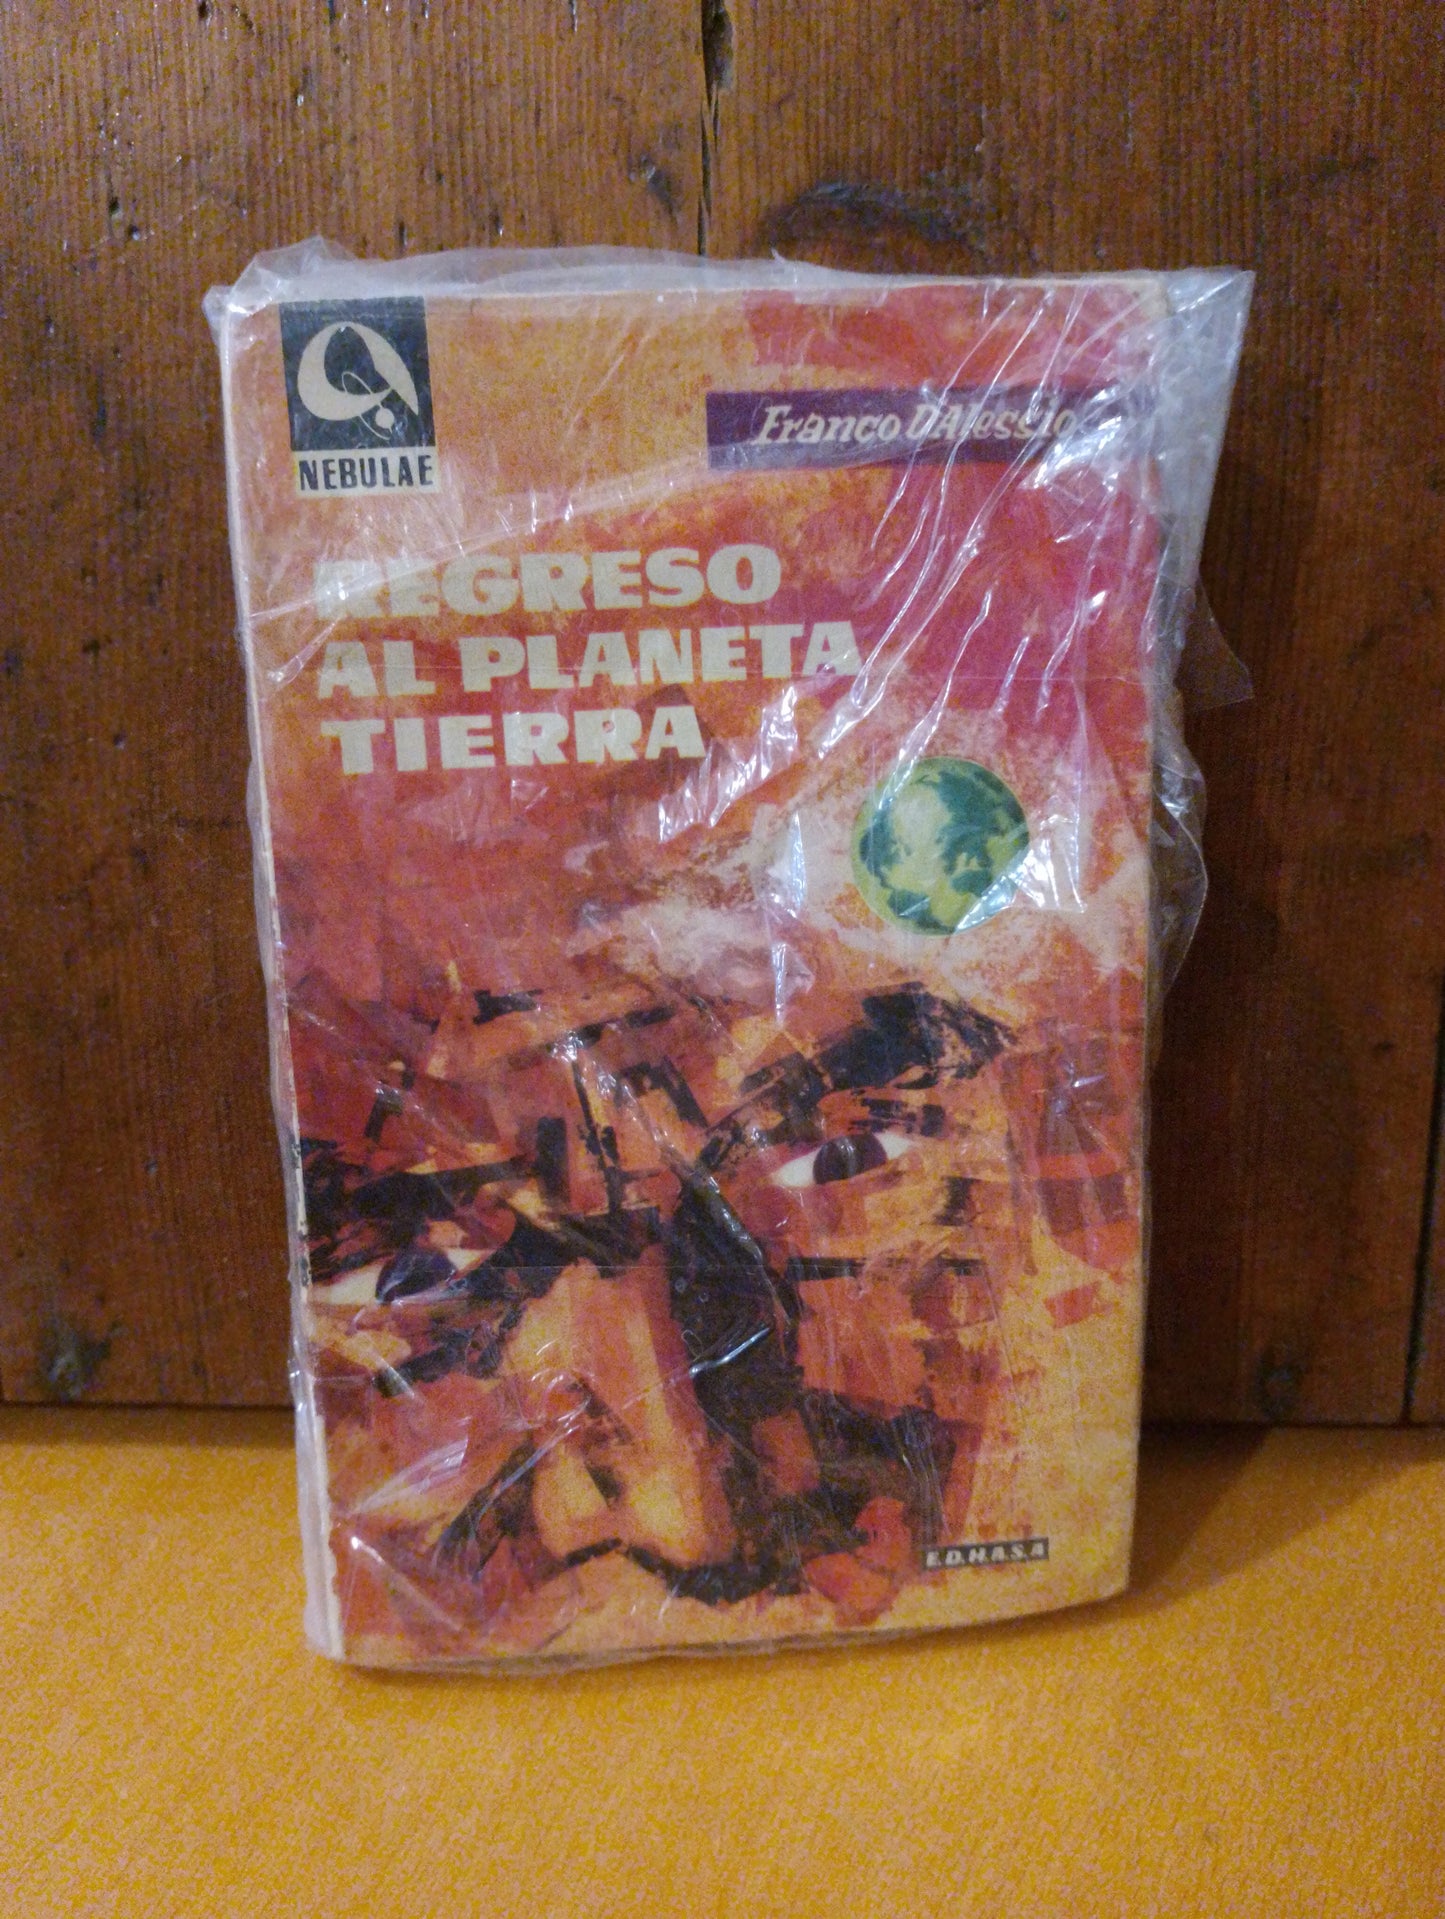 NEBULAE
Franco D'Alessio
REGRESO
AL PLANETA
TIERRA
E.D.H.A.S.A